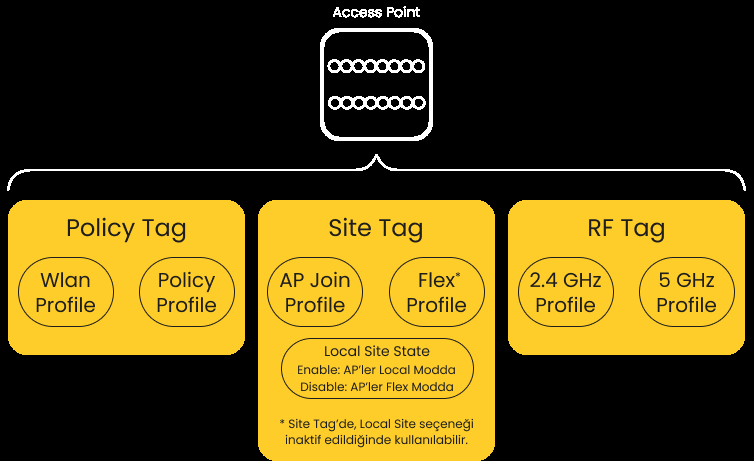 Access Point
Policy Tag
Wlan
Profile
Policy
Profile
Site Tag
AP Join
Profile
Flex*
Profile
Local Site State
Enable: AP'ler Local Modda
Disable: AP'ler Flex Modda
* Site Tag'de, Local Site seçeneği
inaktif edildiğinde kullanılabilir.
RF Tag
2.4 GHz
Profile
5 GHz
Profile